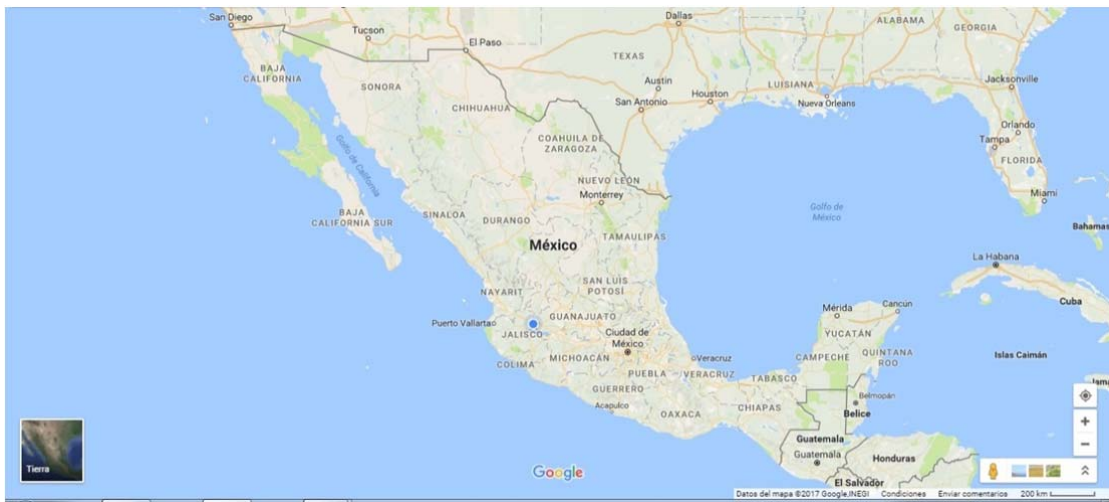 San Diego
Tucson
El Paso
Dallas
ALABAMA
GEORGIA
TEXAS
BAJA
CALIFORNIA
SONORA
Austin
LUISIANA
Jacksonville
San Antonio
Houston
Nueva Orleans
CHIHUAHUA
Orlando
COAHUILA DE
ZARAGOZA
Tampa
FLORIDA
Golfo de
California
NUEVO LEÓN
Monterrey
Miami
BAJA
CALIFORNIA SUR
SINALOA
DURANGO
Golfo de
México
Bahamas
TAMAULIPAS
México
La Habana
SAN LUIS
POTOSÍ
NAYARIT
Cuba
Mérida
Cancún
Puerto Vallarta
JALISCO
GUANAJUATO
Ciudad de
México
YUCATÁN
COLIMA
MICHOACÁN
Veracruz
CAMPECHE
QUINTANA
ROO
Islas Caimán
PUEBLA
VERACRUZ
TABASCO
GUERRERO
Acapulco
OAXACA
CHIAPAS
Belmopán
Belice
Guatemala
Guatemala
Honduras
El Salvador
Tierra
Google
Datos del mapa ©2017 Google, INEGI Condiciones Enviar comentarios 200 km